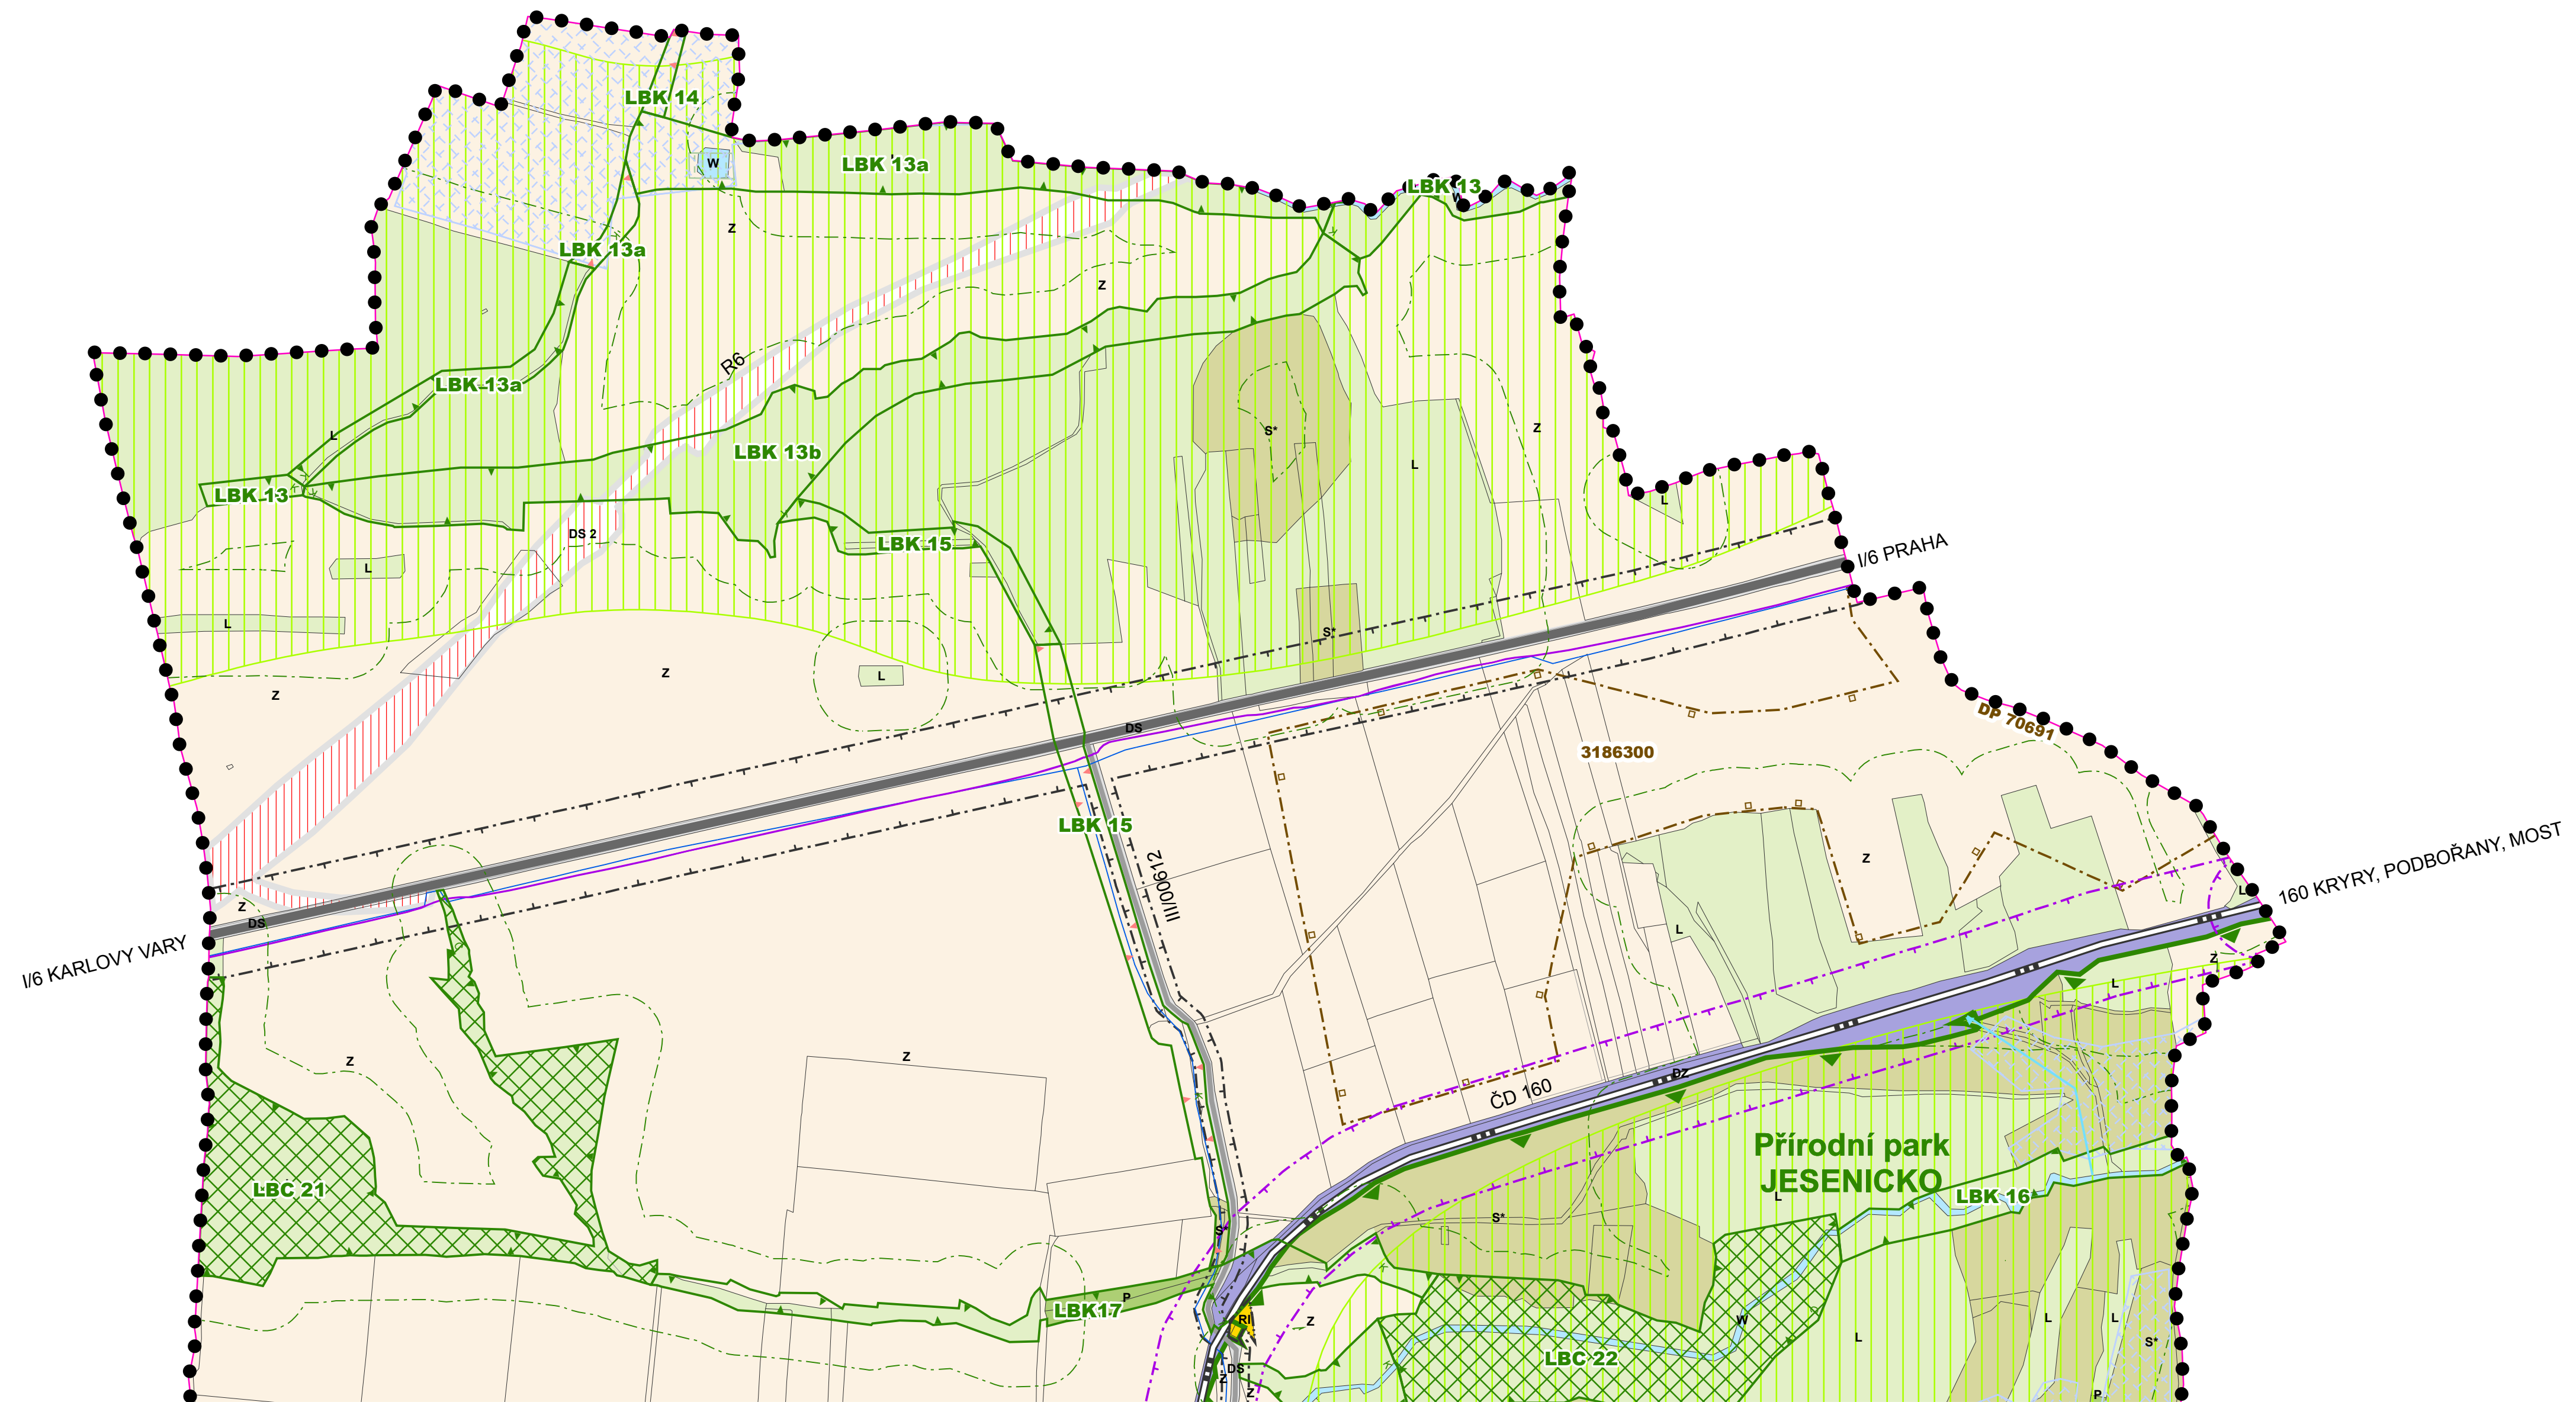 LBK 14
W
LBK 13a
LBK 13
Z
LBK 13a
Z
R6
LBK 13a
L
LBK 13b
S*
Z
L
LBK 13
L
DS 2
LBK 15
I/6 PRAHA
L
L
S*
Z
L
Z
DS
DP 70691
3186300
LBK 15
160 KRYRY, PODBOŘANY, MOST
Z
III/00612
L
Z
DS
L
I/6 KARLOVY VARY
Z
L
Z
Z
DZ
ČD 160
Přírodní park
JESENICKO
LBC 21
L
LBK 16
S*
S*
P
LBK17
RI
Z
W
L
L
L
S*
LBC 22
DS
Z
Z
P